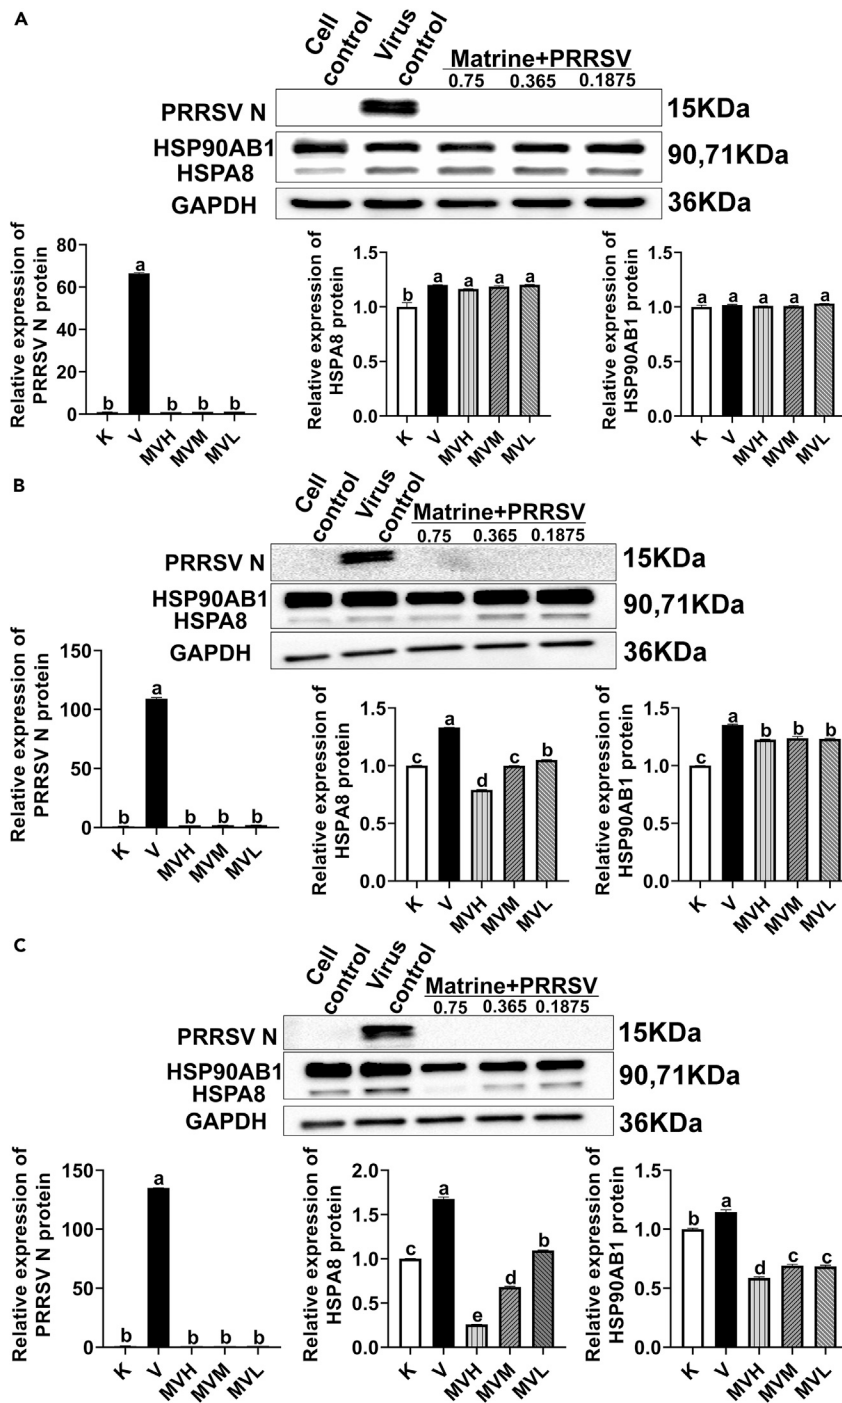 A
Cell control
Virus control
Matrine+PRRSV
0.75 0.365 0.1875
PRRSV N 15KDa
HSP90AB1
HSPA8 90,71KDa
GAPDH 36KDa
Relative expression of
PRRSV N protein
80
60
40
20
0
b a b b b
K V MVH MVM MVL
Relative expression of
HSPA8 protein
1.5
1.0
0.5
0.0
b a a a a
K V MVH MVM MVL
Relative expression of
HSP90AB1 protein
1.5
1.0
0.5
0.0
a a a a a
K V MVH MVM MVL
B
Cell control
Virus control
Matrine+PRRSV
0.75 0.365 0.1875
PRRSV N 15KDa
HSP90AB1
HSPA8 90,71KDa
GAPDH 36KDa
Relative expression of
PRRSV N protein
150
100
50
0
b a b b b
K V MVH MVM MVL
Relative expression of
HSPA8 protein
1.5
1.0
0.5
0.0
c a d c b
K V MVH MVM MVL
Relative expression of
HSP90AB1 protein
1.5
1.0
0.5
0.0
c a b b b
K V MVH MVM MVL
C
Cell control
Virus control
Matrine+PRRSV
0.75 0.365 0.1875
PRRSV N 15KDa
HSP90AB1
HSPA8 90,71KDa
GAPDH 36KDa
Relative expression of
PRRSV N protein
150
100
50
0
b a b b b
K V MVH MVM MVL
Relative expression of
HSPA8 protein
2.0
1.5
1.0
0.5
0.0
c a e d b
K V MVH MVM MVL
Relative expression of
HSP90AB1 protein
1.5
1.0
0.5
0.0
b a d c c
K V MVH MVM MVL